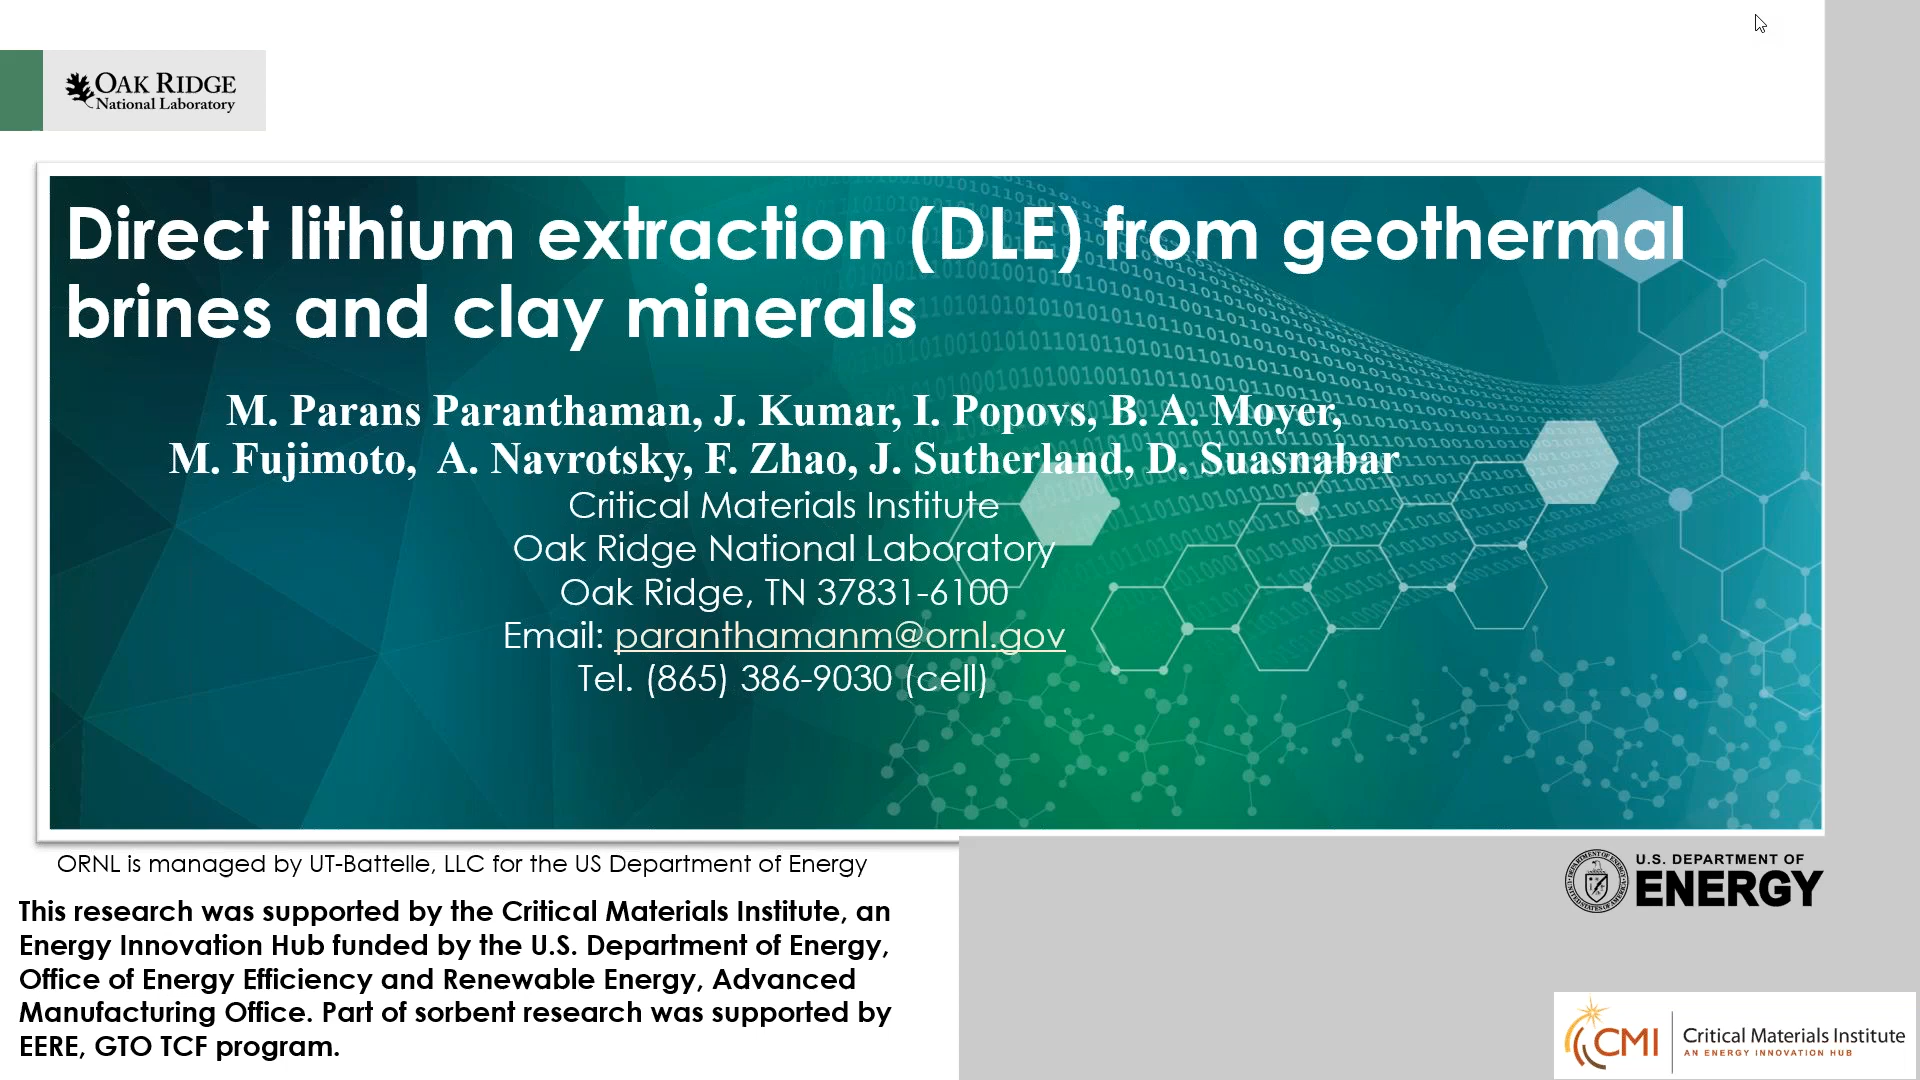 OAK RIDGE
National Laboratory
Direct lithium extraction (DLE) from geothermal
brines and clay minerals
M. Parans Paranthaman, J. Kumar, I. Popovs, B. A. Moyer,
M. Fujimoto, A. Navrotsky, F. Zhao, J. Sutherland, D. Suasnabar
Critical Materials Institute
Oak Ridge National Laboratory
Oak Ridge, TN 37831-6100
Email: paranthamanm@ornl.gov
Tel. (865) 386-9030 (cell)
ORNL is managed by UT-Battelle, LLC for the US Department of Energy
This research was supported by the Critical Materials Institute, an
Energy Innovation Hub funded by the U.S. Department of Energy,
Office of Energy Efficiency and Renewable Energy, Advanced
Manufacturing Office. Part of sorbent research was supported by
EERE, GTO TCF program.
U.S. DEPARTMENT OF
ENERGY
CMI
Critical Materials Institute
AN ENERGY INNOVATION HUB